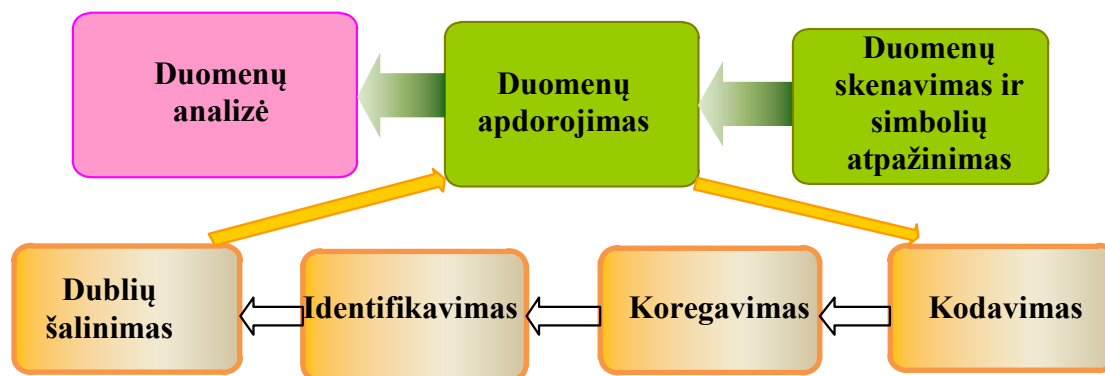 Duomenų
analizė
Duomenų
apdorojimas
Duomenų
skenavimas ir
simbolių
atpažinimas
Dublių
šalinimas
Identifikavimas
Koregavimas
Kodavimas